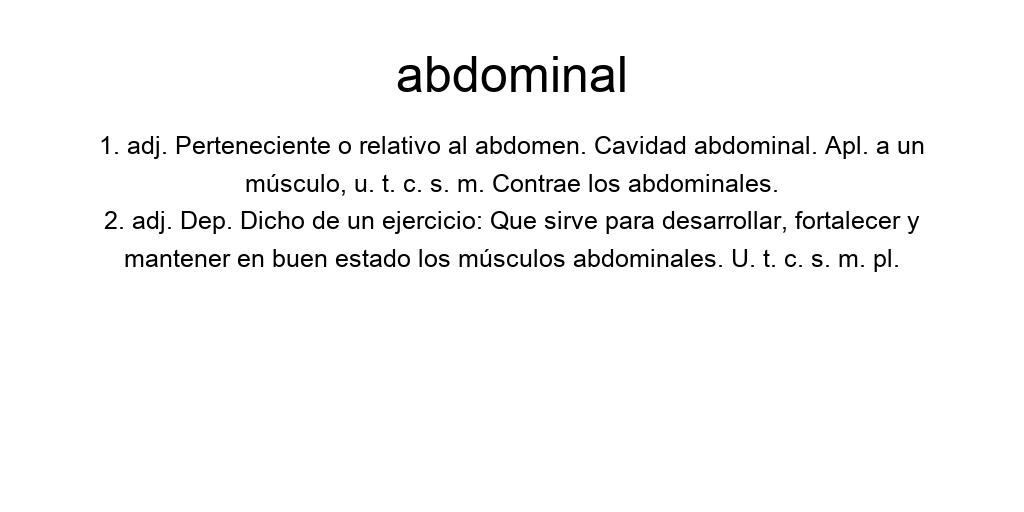 abdominal
1. adj. Perteneciente o relativo al abdomen. Cavidad abdominal. Apl. a un
músculo, u. t. c. s. m. Contrae los abdominales.
2. adj. Dep. Dicho de un ejercicio: Que sirve para desarrollar, fortalecer y
mantener en buen estado los músculos abdominales. U. t. c. s. m. pl.